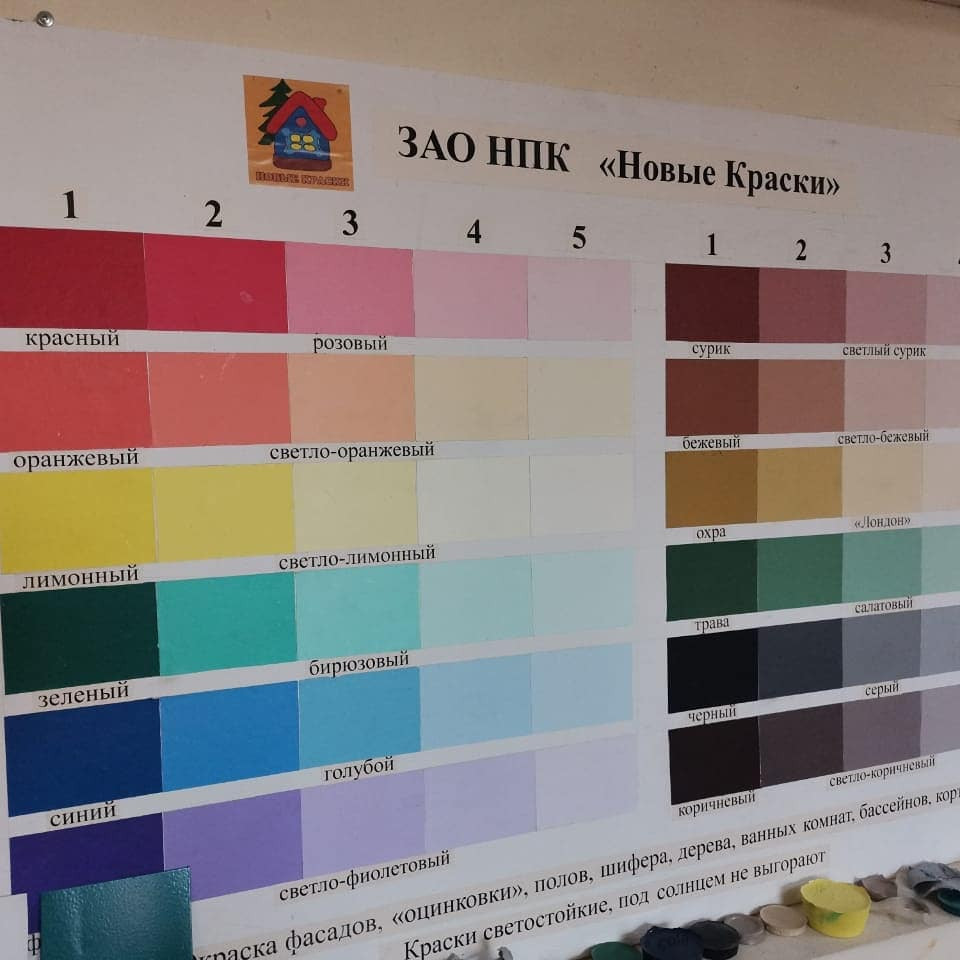 НОВЫЕ КРАСКИ
ЗАО НПК «Новые Краски»
1 2 3 4 5
красный розовый
оранжевый светло-оранжевый
лимонный светло-лимонный
зеленый бирюзовый
синий голубой
светло-фиолетовый
1 2 3
сурик светлый сурик
бежевый светло-бежевый
охра «Лондон»
трава салатовый
черный серый
коричневый светло-коричневый
фасадов, «оцинковки», полов, шифера, дерева, ванных комнат, бассейнов,
Краски светостойкие, под солнцем не выгорают